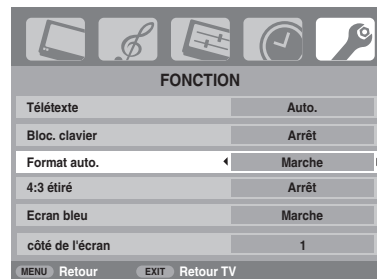 FONCTION
Télétexte Auto.
Bloc. clavier Arrêt
Format auto. Marche
4:3 étiré Arrêt
Ecran bleu Marche
côté de l'écran 1
MENU Retour EXIT Retour TV